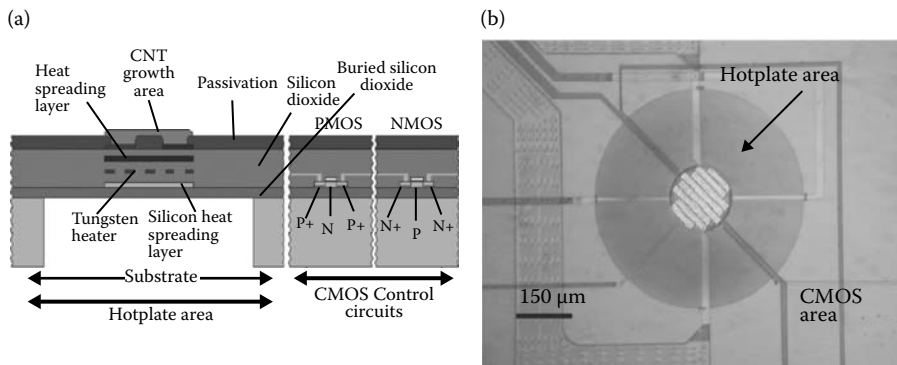 (a)
CNT
growth
area
Heat
spreading
layer
Passivation
Silicon
dioxide
Buried silicon
dioxide
PMOS
NMOS
Tungsten
heater
Silicon heat
spreading
layer
P+
N
P+
N+
P
N+
Substrate
Hotplate area
CMOS Control
circuits
(b)
Hotplate area
150 μm
CMOS
area